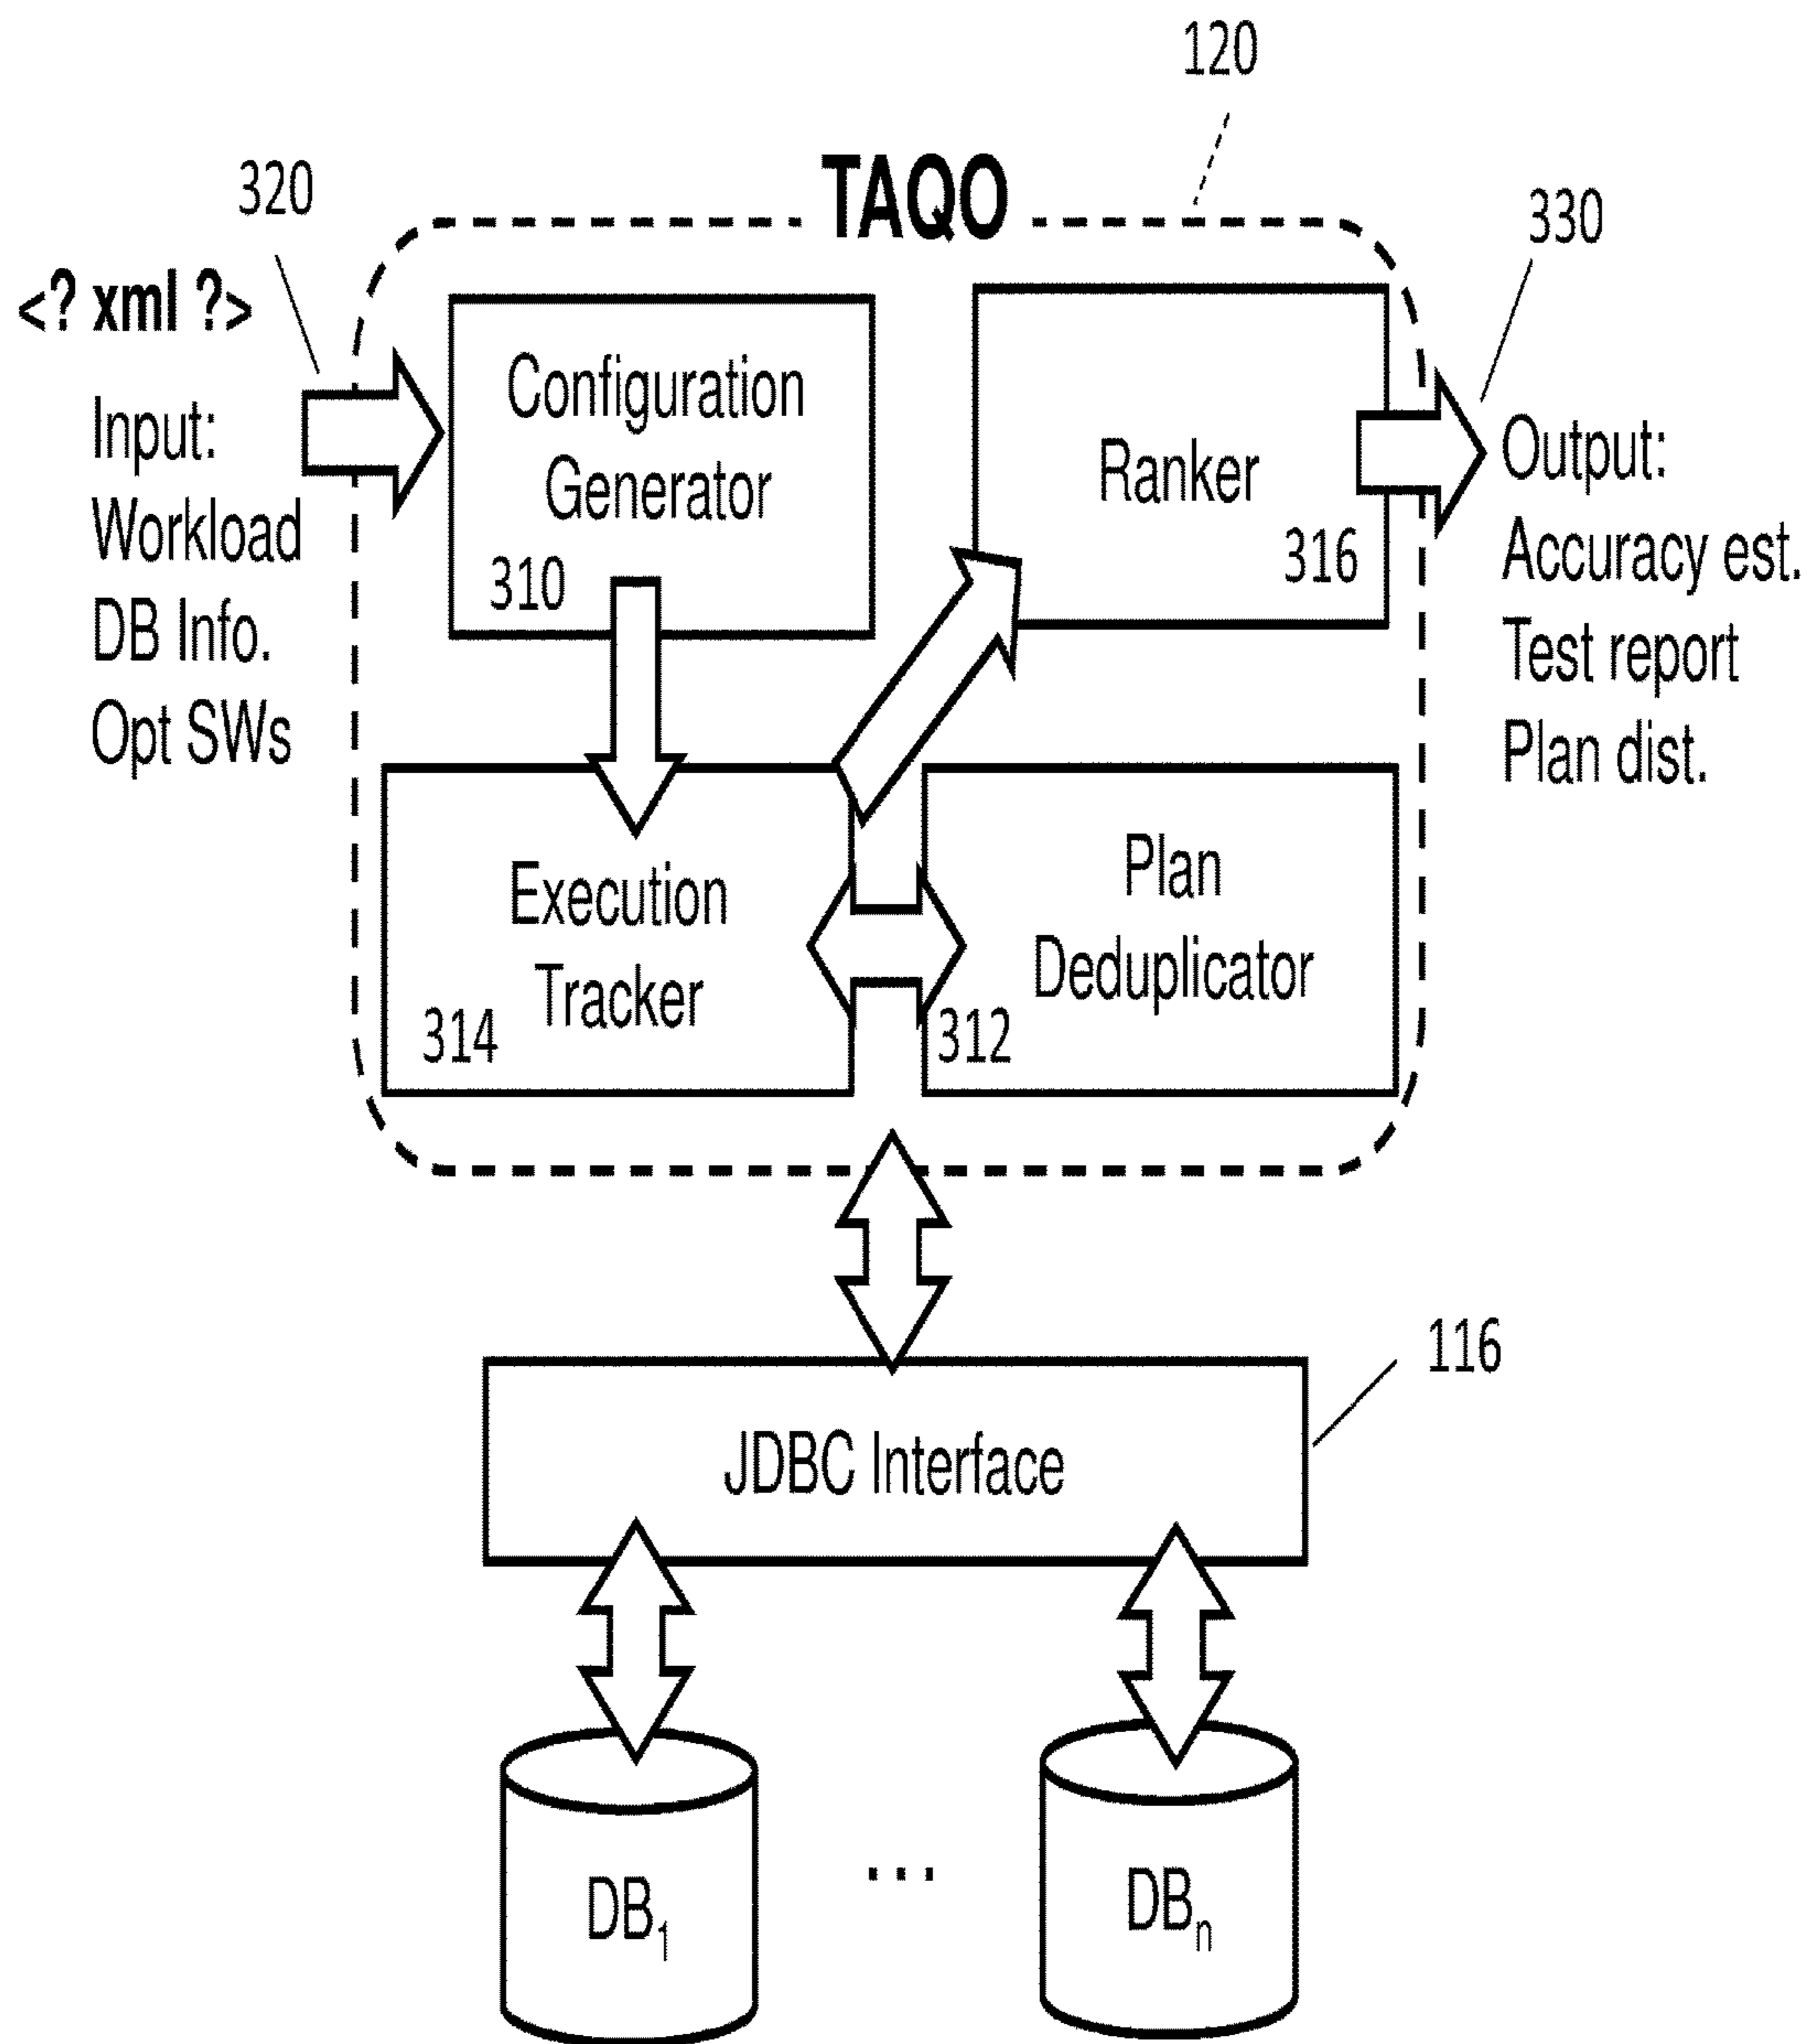 120
TAQO
320
330
<? xml ?>
Input:
Workload
DB Info.
Opt SWs
Configuration
Generator
310
Ranker
316
Output:
Accuracy est.
Test report
Plan dist.
Execution
Tracker
314
Plan
Deduplicator
312
116
JDBC Interface
DB1
...
DBn